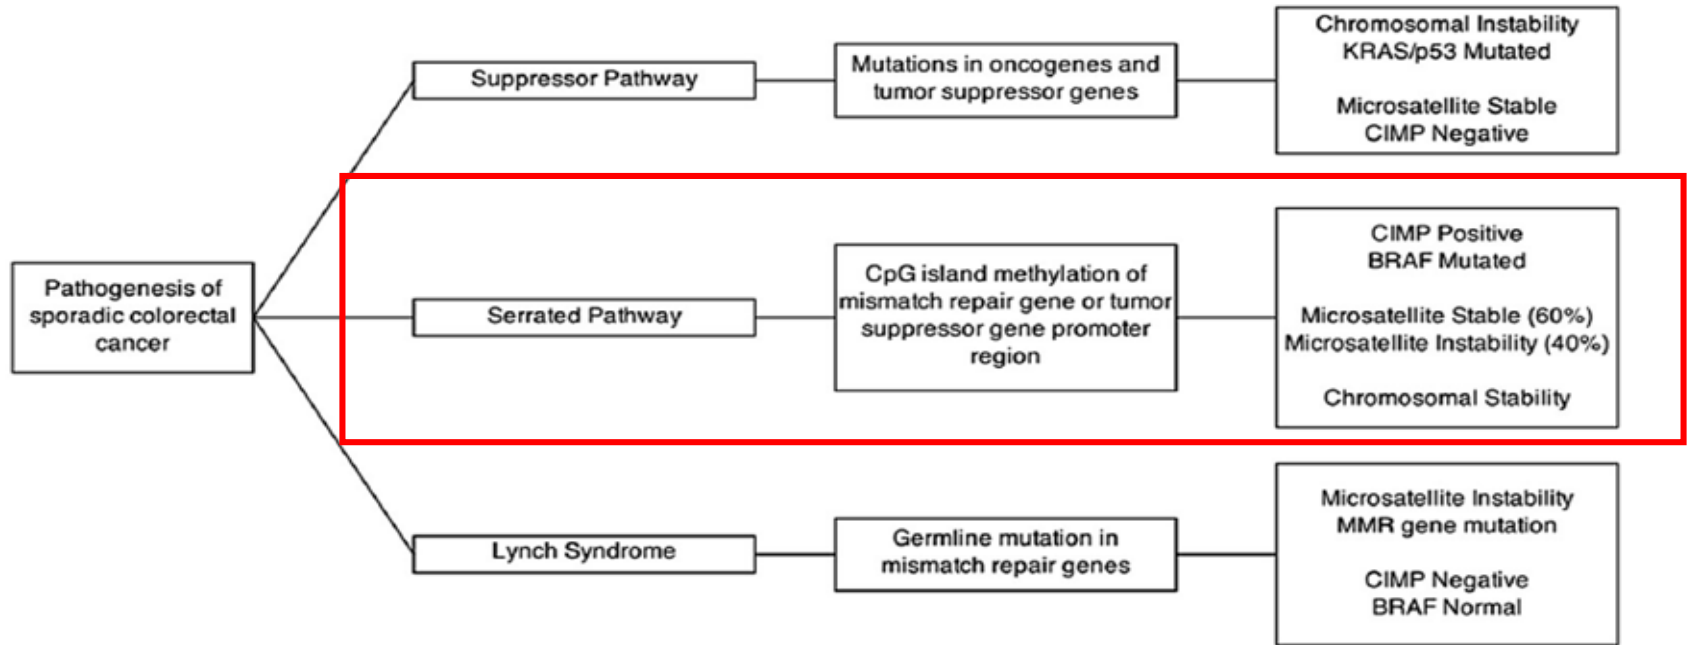 Pathogenesis of
sporadic colorectal
cancer
Suppressor Pathway
Mutations in oncogenes and
tumor suppressor genes
Chromosomal Instability
KRAS/p53 Mutated
Microsatellite Stable
CIMP Negative
Serrated Pathway
CpG island methylation of
mismatch repair gene or tumor
suppressor gene promoter
region
CIMP Positive
BRAF Mutated
Microsatellite Stable (60%)
Microsatellite Instability (40%)
Chromosomal Stability
Lynch Syndrome
Germline mutation in
mismatch repair genes
Microsatellite Instability
MMR gene mutation
CIMP Negative
BRAF Normal